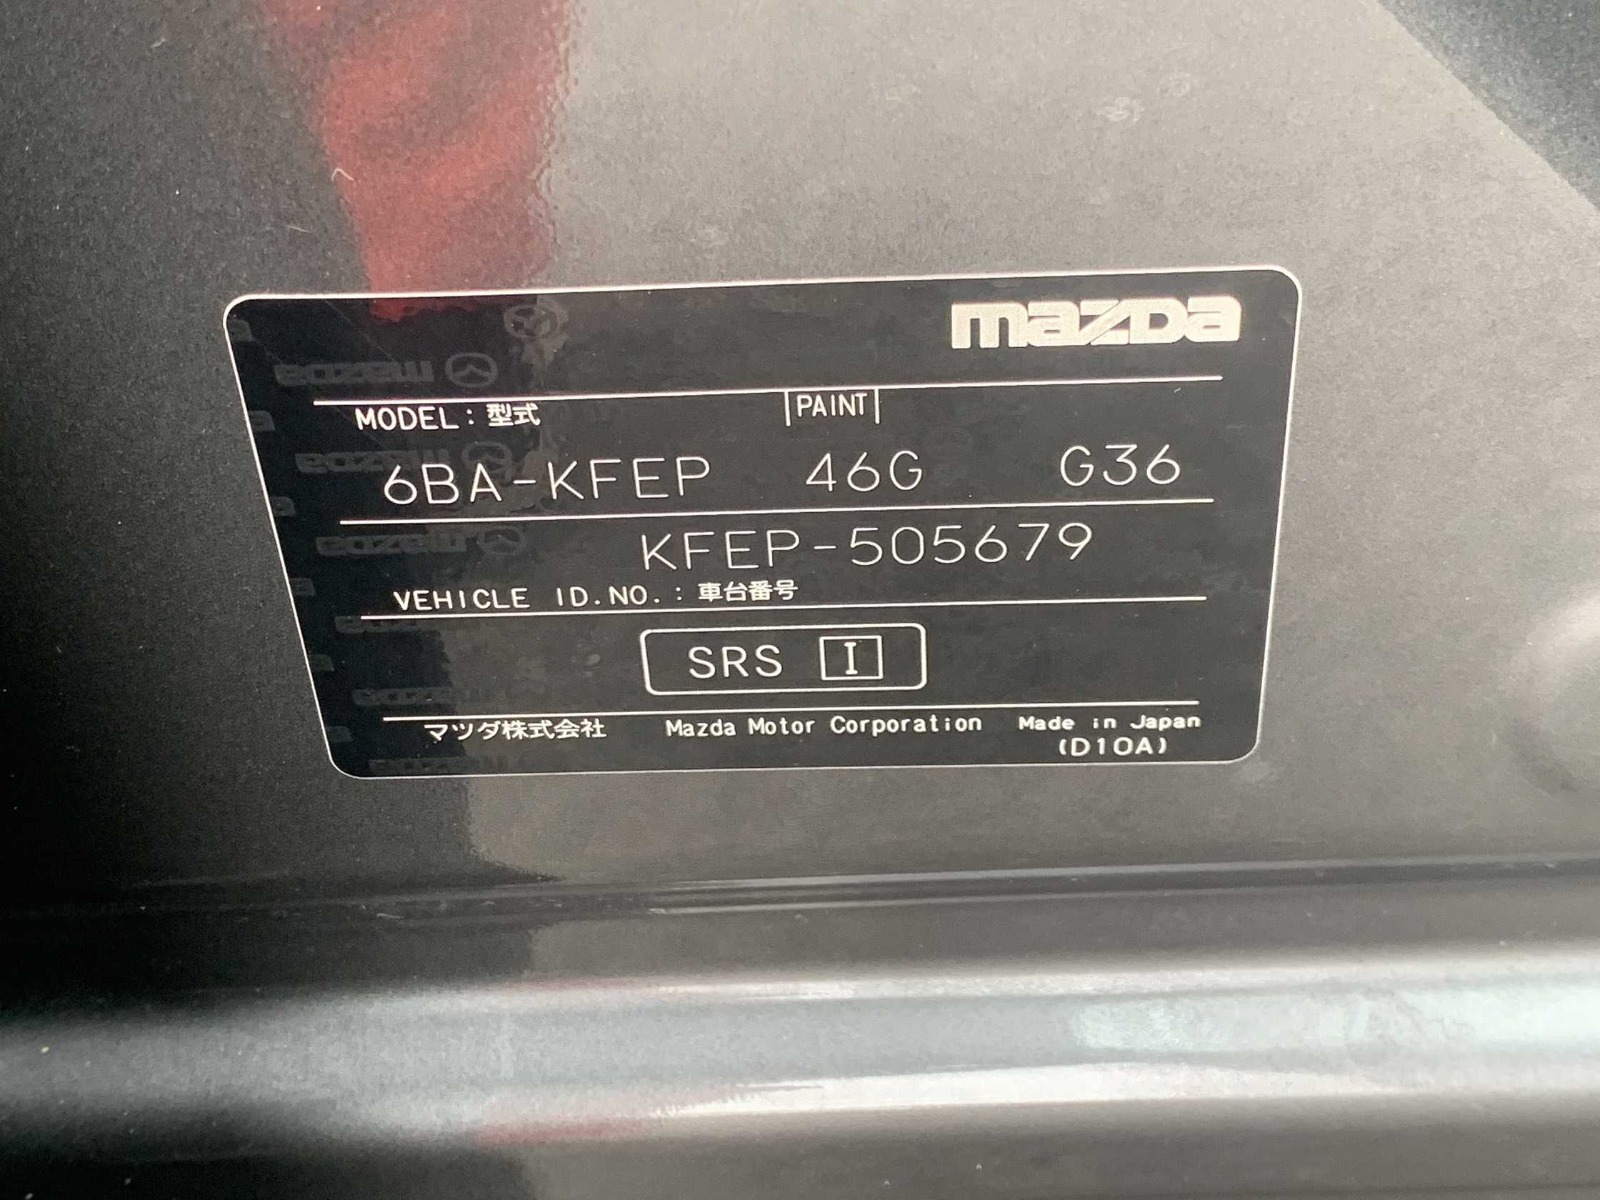 mazda
MODEL: 型式 PAINT
6BA-KFEP 46G G36
KFEP-505679
VEHICLE ID.NO.: 車台番号
SRS I
マツダ株式会社 Mazda Motor Corporation Made in Japan
(D10A)